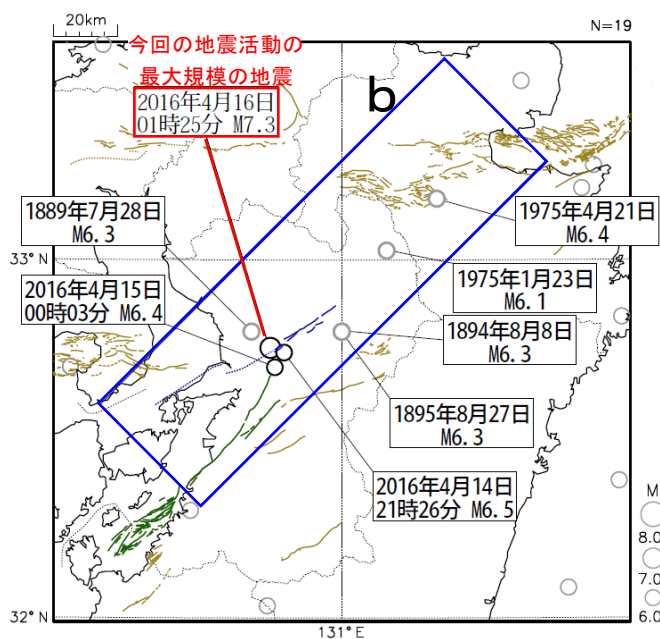 20km
N=19
今回の地震活動の
最大規模の地震
2016年4月16日
01時25分 M7.3
b
1889年7月28日
M6.3
1975年4月21日
M6.4
33°N
2016年4月15日
00時03分 M6.4
1975年1月23日
M6.1
1894年8月8日
M6.3
1895年8月27日
M6.3
2016年4月14日
21時26分 M6.5
M
8.0
7.0
6.0
32°N
131°E